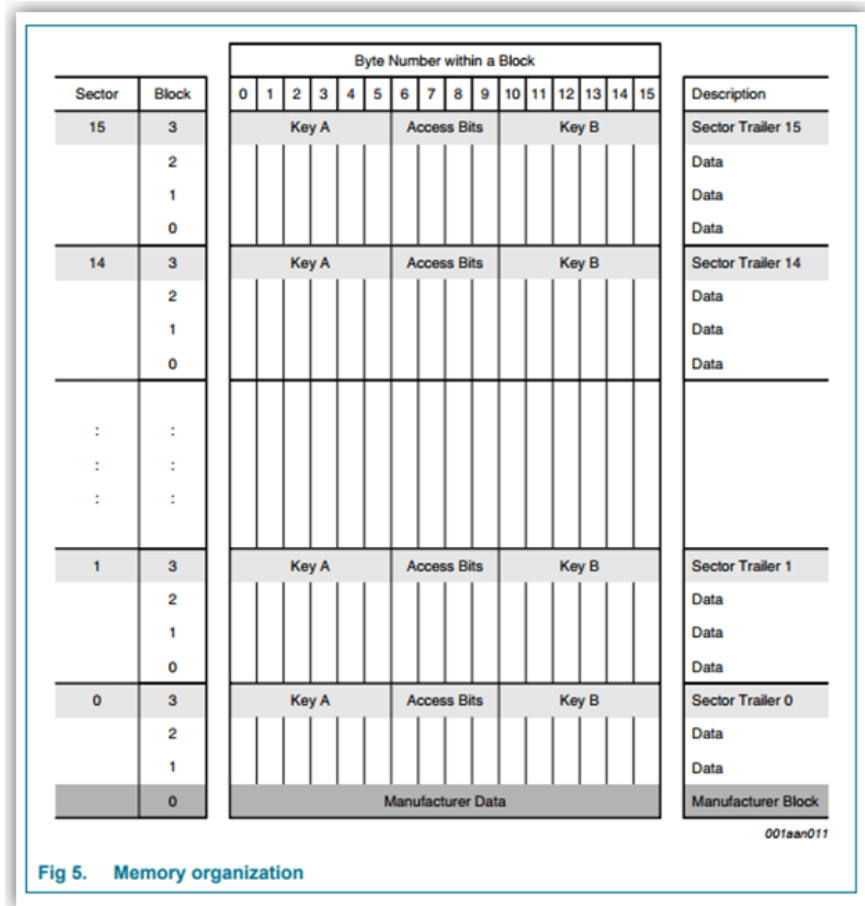 Byte Number within a Block
Sector Block 0 1 2 3 4 5 6 7 8 9 10 11 12 13 14 15 Description
15 3 Key A Access Bits Key B Sector Trailer 15
2 Data
1 Data
0 Data
14 3 Key A Access Bits Key B Sector Trailer 14
2 Data
1 Data
0 Data
: :
: :
: :
1 3 Key A Access Bits Key B Sector Trailer 1
2 Data
1 Data
0 Data
0 3 Key A Access Bits Key B Sector Trailer 0
2 Data
1 Data
0 Manufacturer Data Manufacturer Block
001aan011
Fig 5. Memory organization